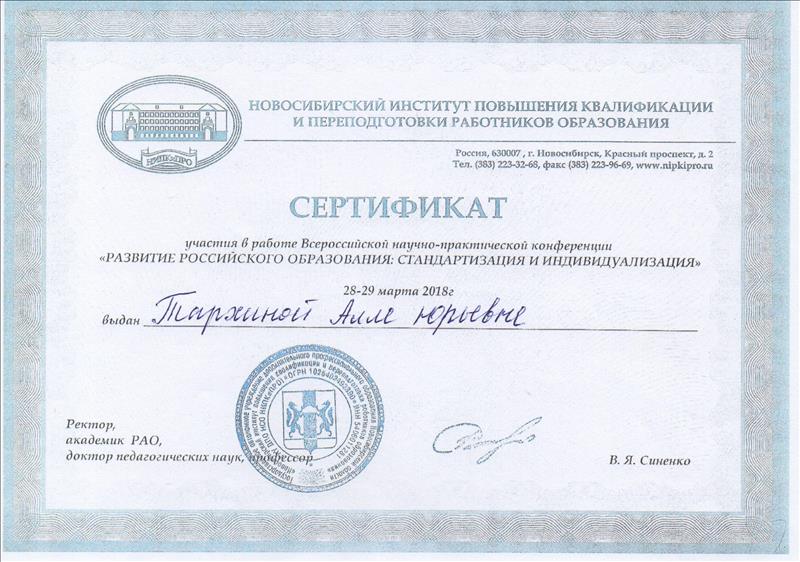 НОВОСИБИРСКИЙ ИНСТИТУТ ПОВЫШЕНИЯ КВАЛИФИКАЦИИ
И ПЕРЕПОДГОТОВКИ РАБОТНИКОВ ОБРАЗОВАНИЯ
НИПКиПРО
Россия, 630007 , г. Новосибирск, Красный проспект, д. 2
Тел. (383) 223-32-68, факс (383) 223-96-69, www.nipkipro.ru
СЕРТИФИКАТ
участия в работе Всероссийской научно-практической конференции
«РАЗВИТИЕ РОССИЙСКОГО ОБРАЗОВАНИЯ: СТАНДАРТИЗАЦИЯ И ИНДИВИДУАЛИЗАЦИЯ»
28-29 марта 2018г
выдан Тархиной Алле Юрьевне
Ректор,
академик РАО,
доктор педагогических наук, профессор
В. Я. Синенко